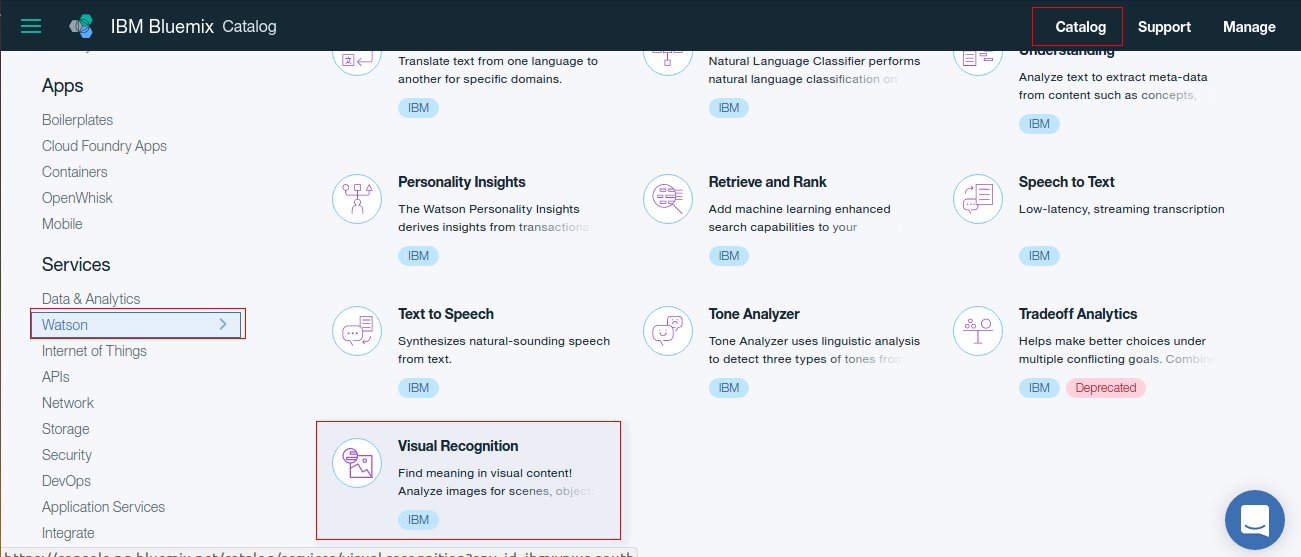 IBM Bluemix Catalog
Catalog Support Manage
Apps
Boilerplates
Cloud Foundry Apps
Containers
OpenWhisk
Mobile
Services
Data & Analytics
Watson
Internet of Things
APIs
Network
Storage
Security
DevOps
Application Services
Integrate
Translate text from one language to
another for specific domains.
IBM
Natural Language Classifier performs
natural language classification on
IBM
Understanding
Analyze text to extract meta-data
from content such as concepts,
IBM
Personality Insights
The Watson Personality Insights
derives insights from transactional
IBM
Retrieve and Rank
Add machine learning enhanced
search capabilities to your
IBM
Speech to Text
Low-latency, streaming transcription
IBM
Text to Speech
Synthesizes natural-sounding speech
from text.
IBM
Tone Analyzer
Tone Analyzer uses linguistic analysis
to detect three types of tones from
IBM
Tradeoff Analytics
Helps make better choices under
multiple conflicting goals. Combine
IBM Deprecated
Visual Recognition
Find meaning in visual content!
Analyze images for scenes, object
IBM